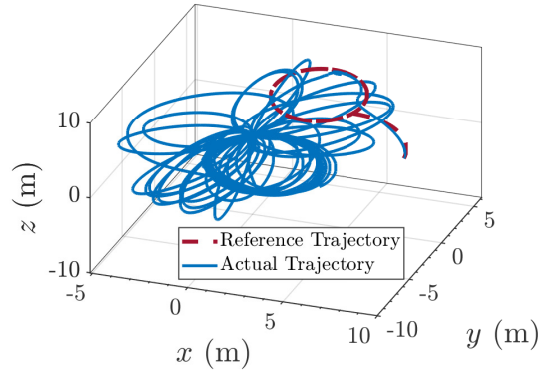 10
0
-10
z (m)
-5
0
5
10
x (m)
-10
-5
0
5
y (m)
Reference Trajectory
Actual Trajectory